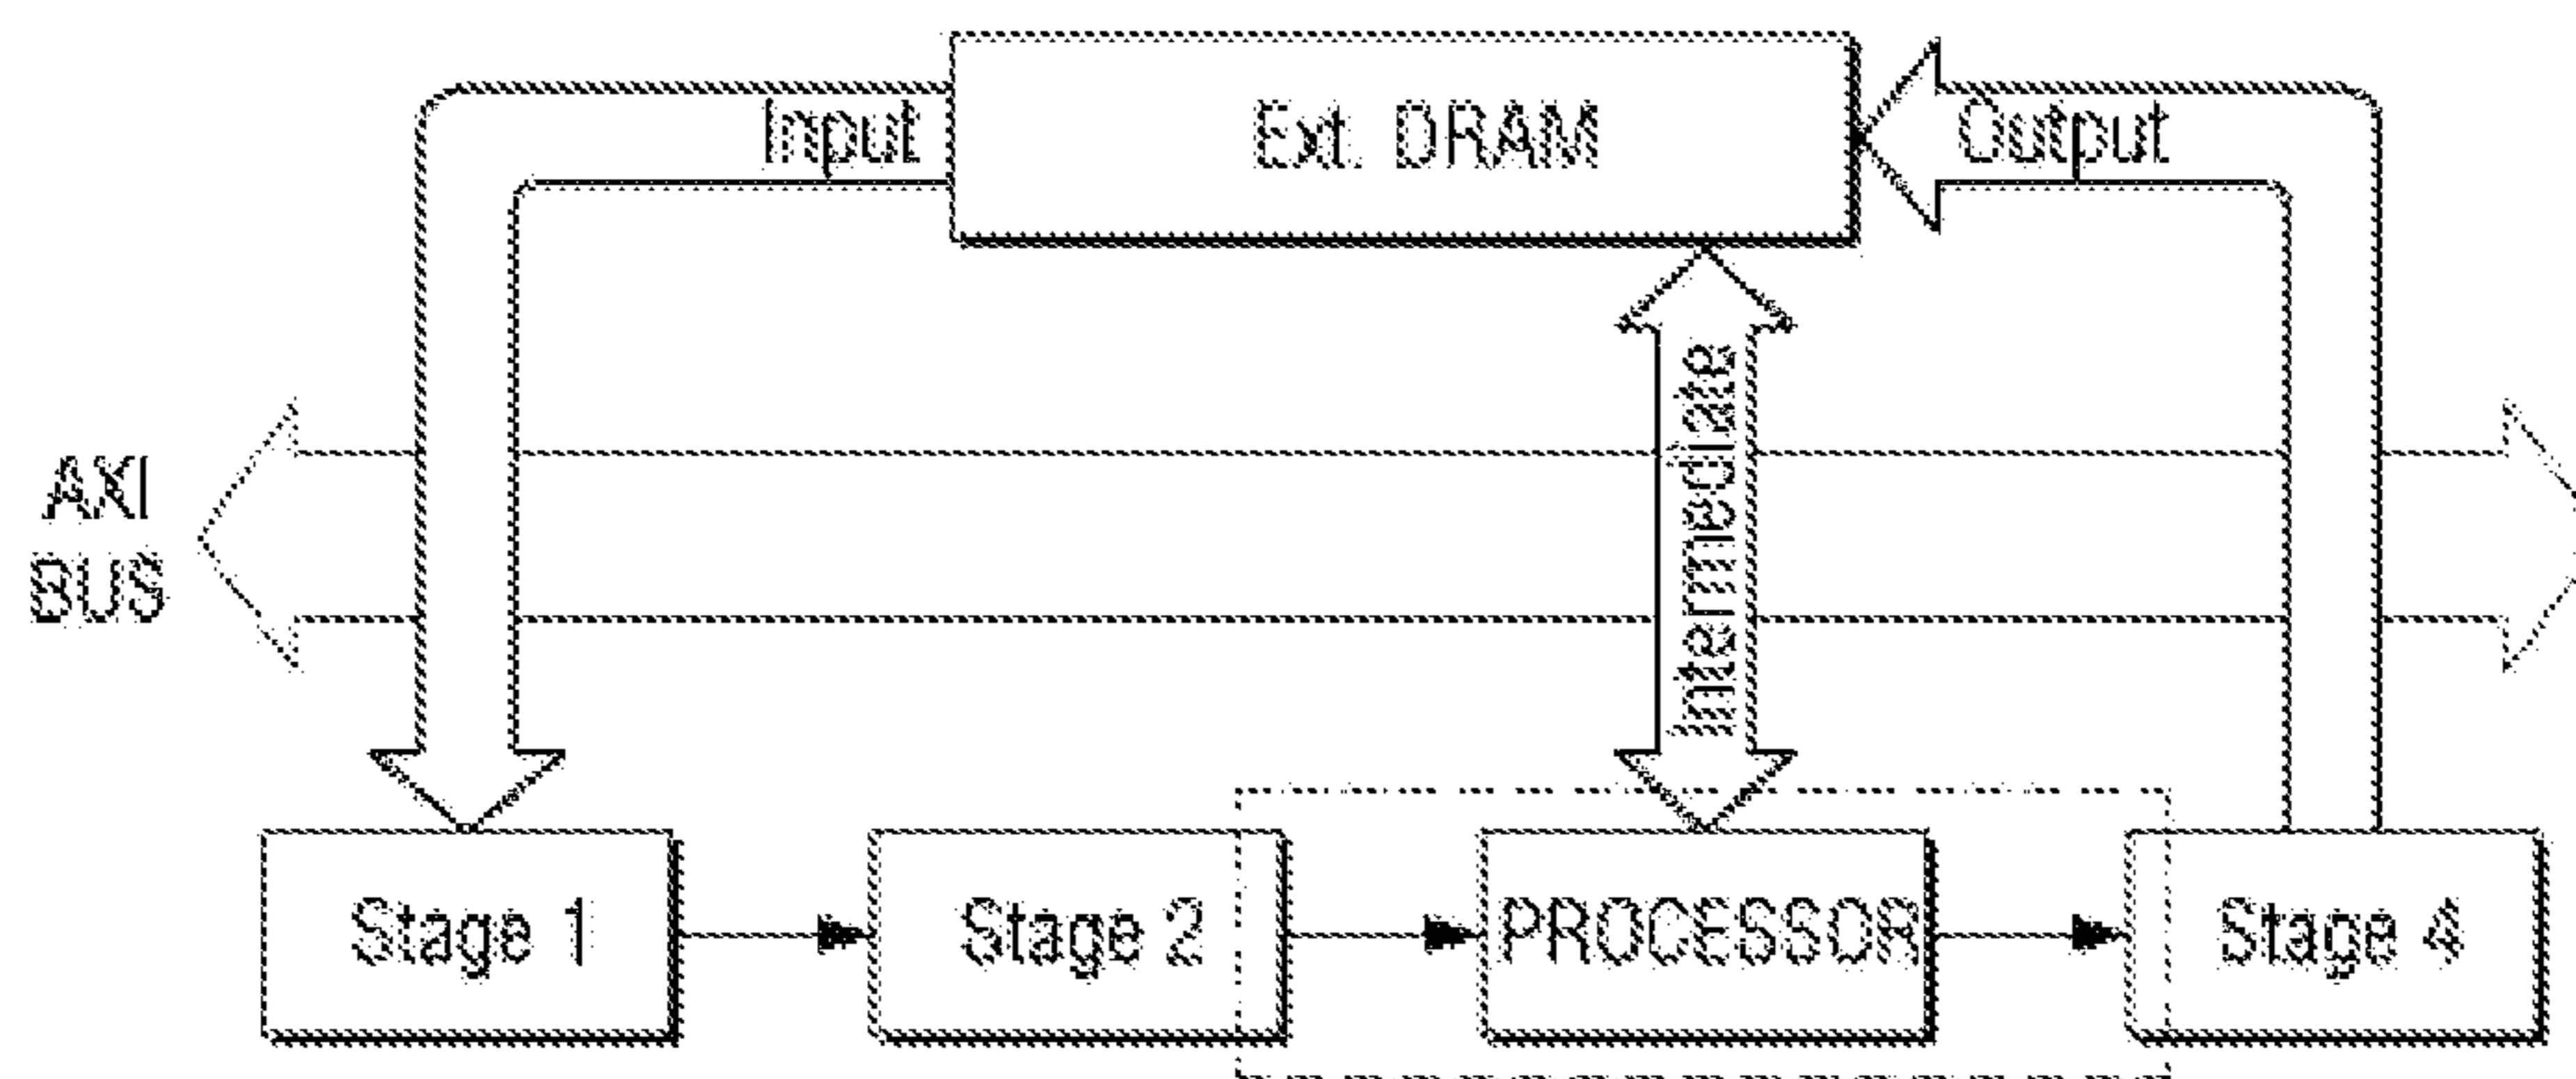 Input
Ext. DRAM
Output
Intermediate
AXI
BUS
Stage 1
Stage 2
PROCESSOR
Stage 4